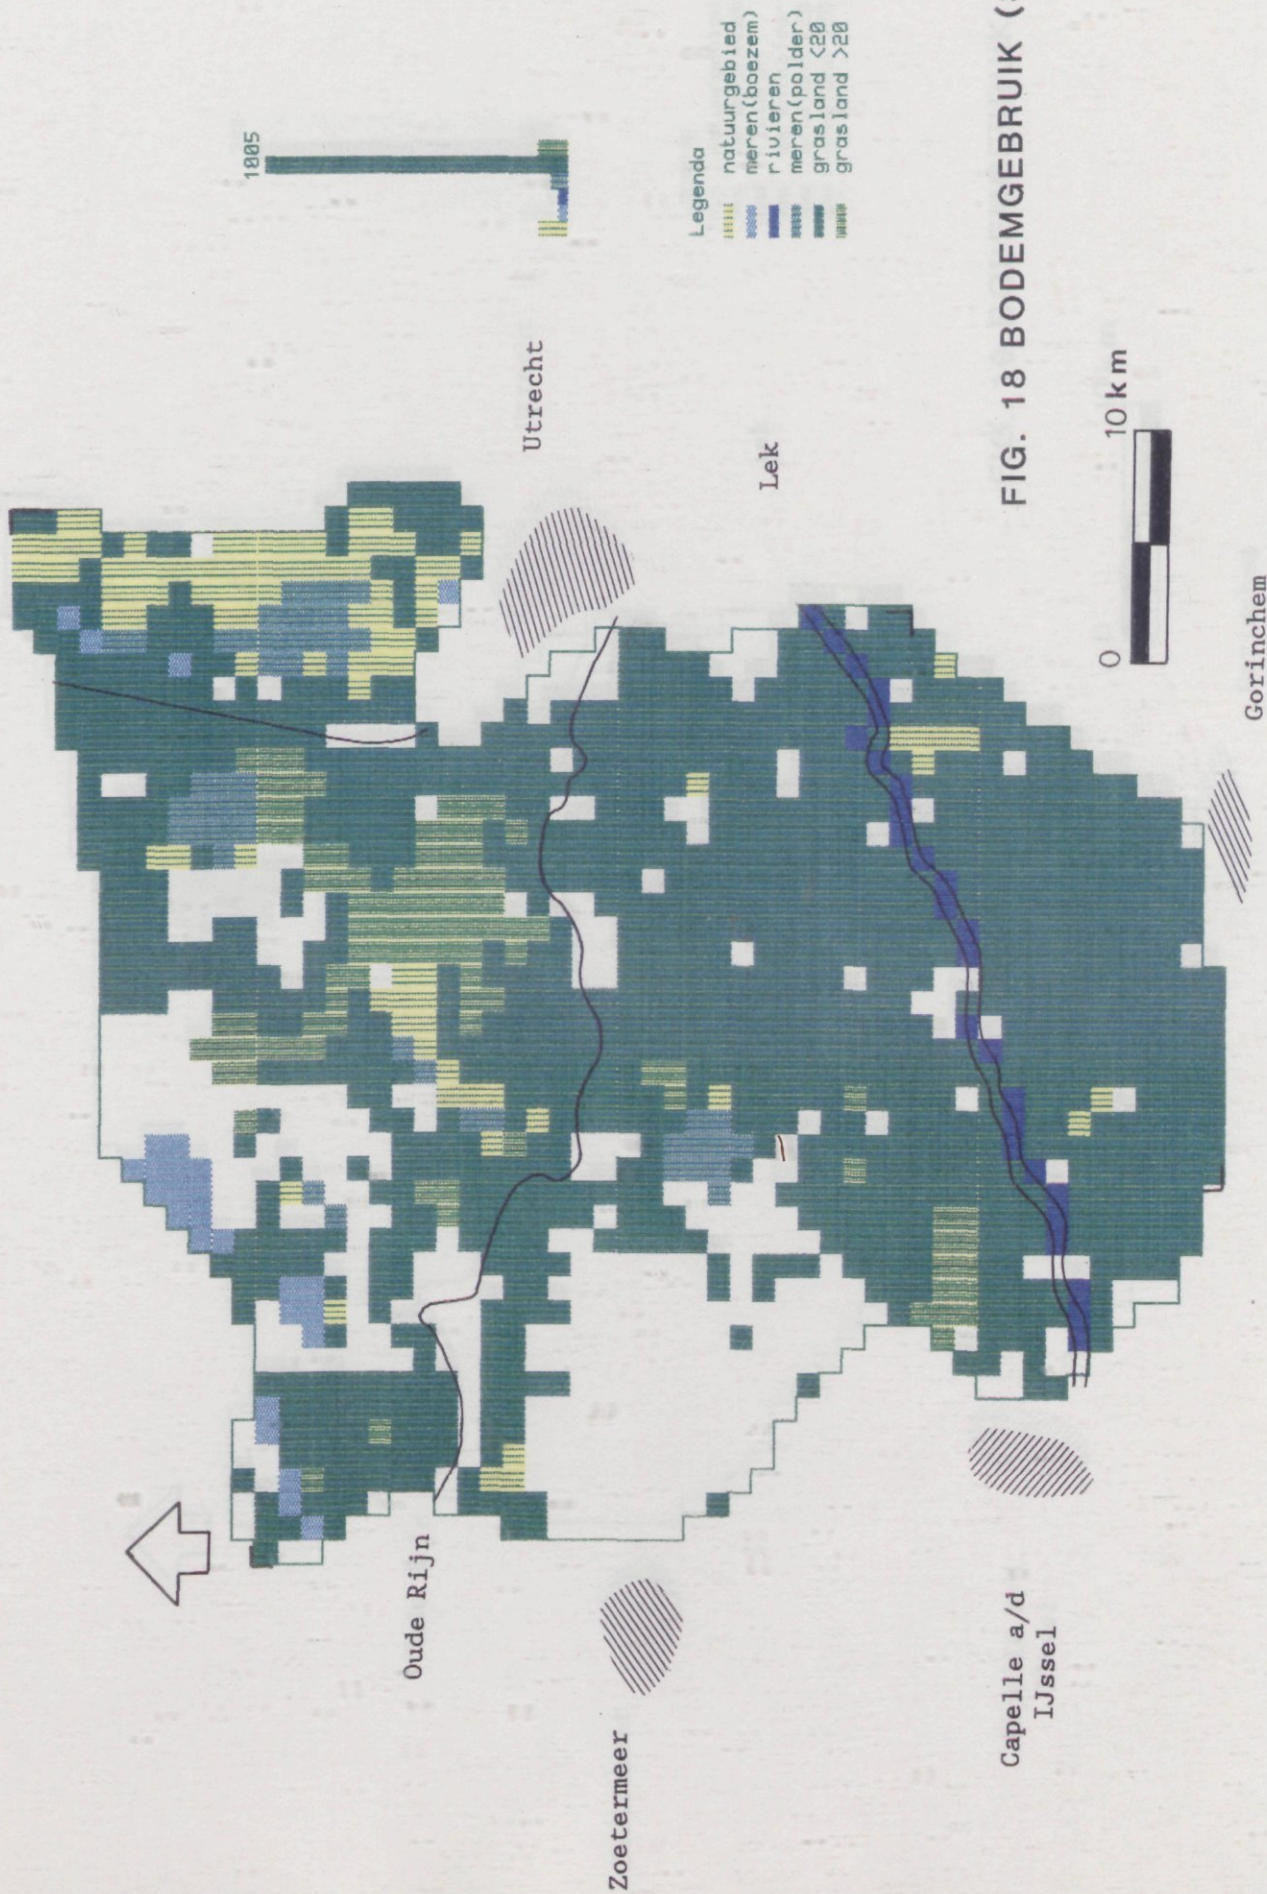 1005
Legenda
natuurgebied
meren(boezem)
rivieren
meren(polder)
grasland <20
grasland >20
Utrecht
Lek
FIG. 18 BODEMGEBRUIK (
0
10 km
Gorinchem
Oude Rijn
Zoetermeer
Capelle a/d
IJssel